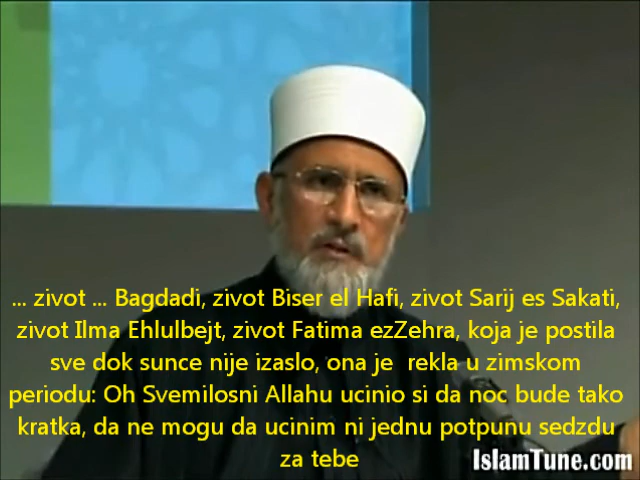 ... zivot ... Bagdadi, zivot Biser el Hafi, zivot Sarij es Sakati,
zivot Ilma Ehlulbejt, zivot Fatima ezZehra, koja je postila
sve dok sunce nije izaslo, ona je  rekla u zimskom
periodu: Oh Svemilosni Allahu ucinio si da noc bude tako
kratka, da ne mogu da ucinim ni jednu potpunu sedzdu
za tebe
IslamTune.com